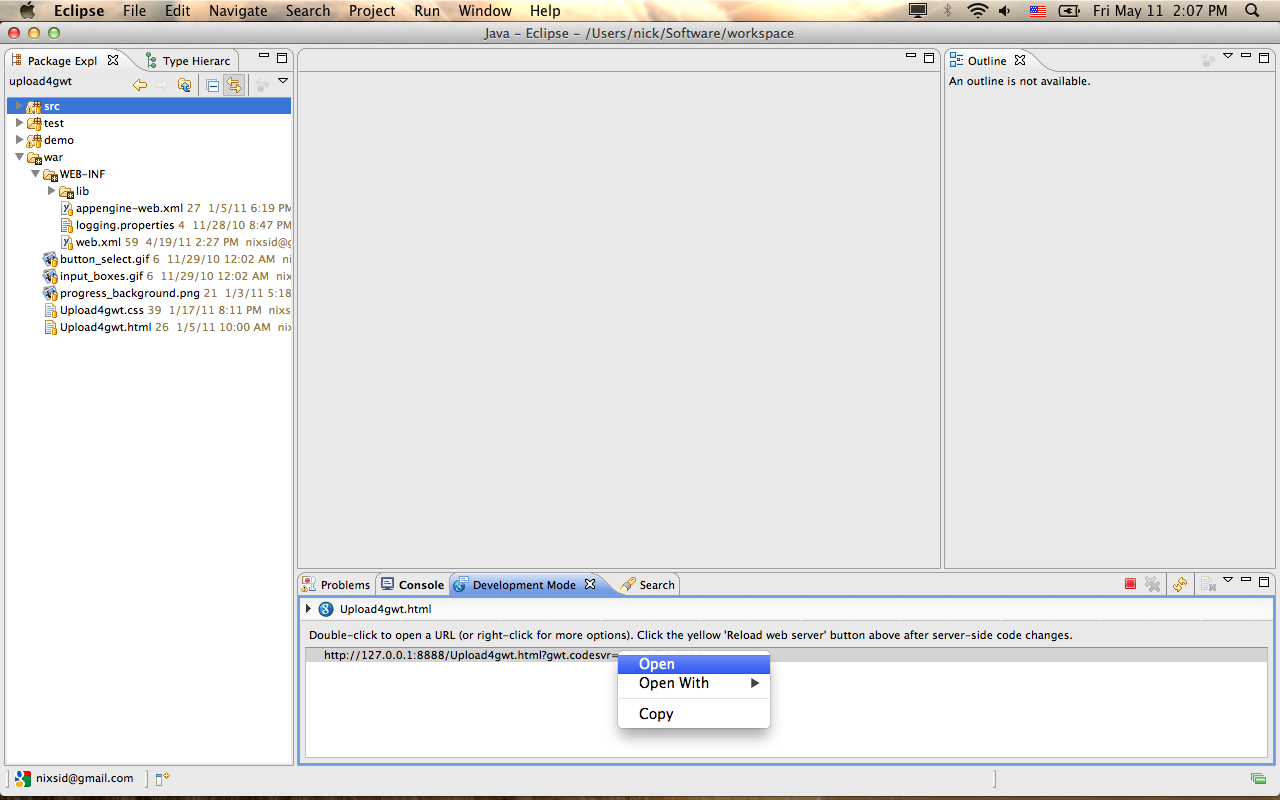 Eclipse File Edit Navigate Search Project Run Window Help Fri May 11 2:07 PM
Java – Eclipse – /Users/nick/Software/workspace
Package Expl Type Hierarc
upload4gwt
src
test
demo
war
WEB-INF
lib
appengine-web.xml 27 1/5/11 6:19 PM
logging.properties 4 11/28/10 8:47 PM
web.xml 59 4/19/11 2:27 PM nixsid@g
button_select.gif 6 11/29/10 12:02 AM ni
input_boxes.gif 6 11/29/10 12:02 AM nix
progress_background.png 21 1/3/11 5:18
Upload4gwt.css 39 1/17/11 8:11 PM nixs
Upload4gwt.html 26 1/5/11 10:00 AM nix
Outline
An outline is not available.
Problems Console Development Mode Search
Upload4gwt.html
Double-click to open a URL (or right-click for more options). Click the yellow 'Reload web server' button above after server-side code changes.
http://127.0.0.1:8888/Upload4gwt.html?gwt.codesvr=
Open
Open With
Copy
nixsid@gmail.com